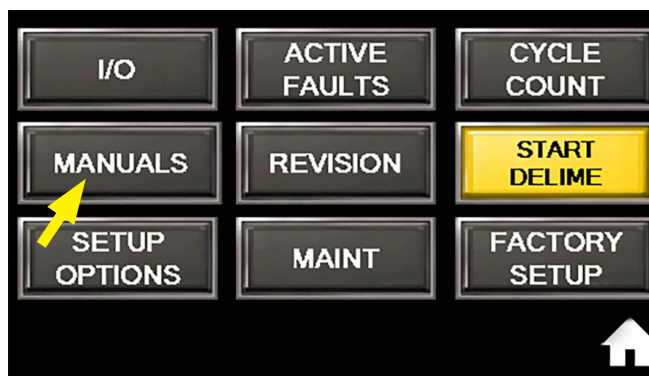 I/O
ACTIVE
FAULTS
CYCLE
COUNT
MANUALS
REVISION
START
DELIME
SETUP
OPTIONS
MAINT
FACTORY
SETUP